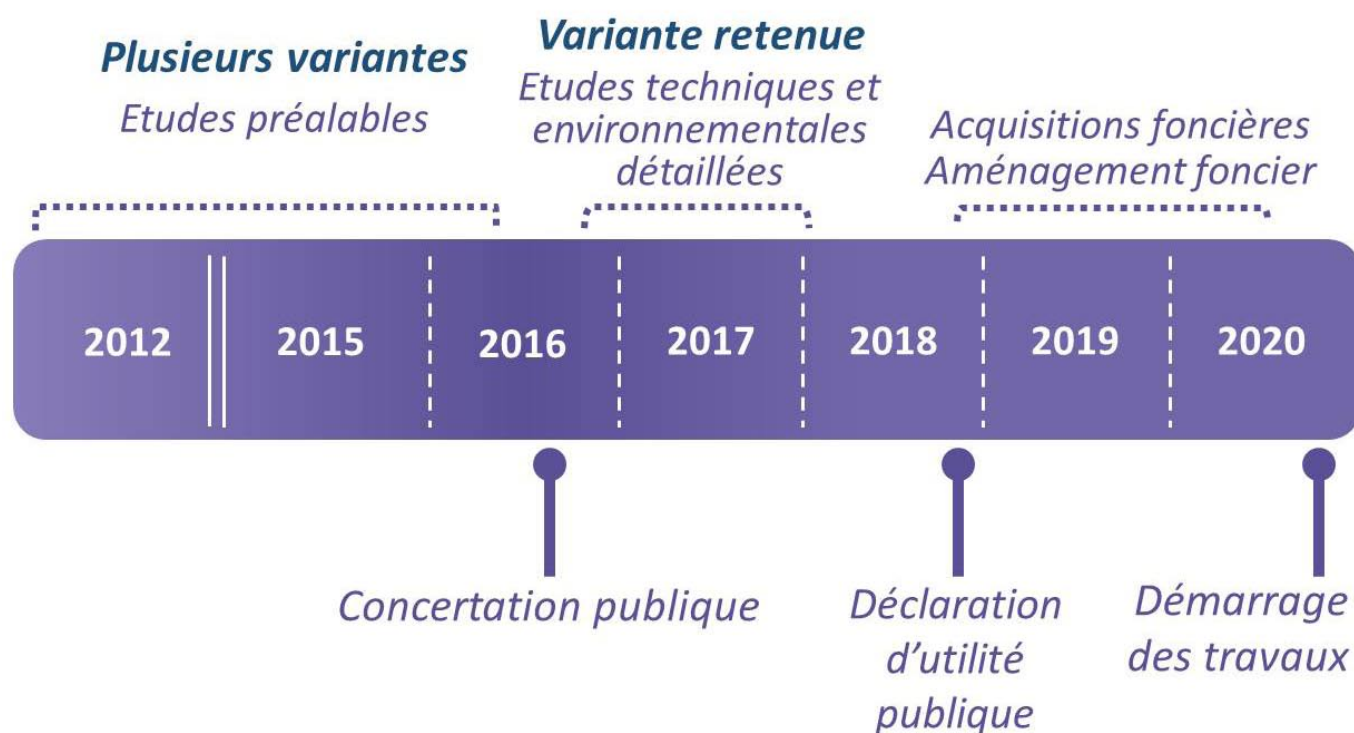 Plusieurs variantes
Etudes préalables
Variante retenue
Etudes techniques et
environnementales
détaillées
Acquisitions foncières
Aménagement foncier
2012
2015
2016
2017
2018
2019
2020
Concertation publique
Déclaration
d’utilité
publique
Démarrage
des travaux